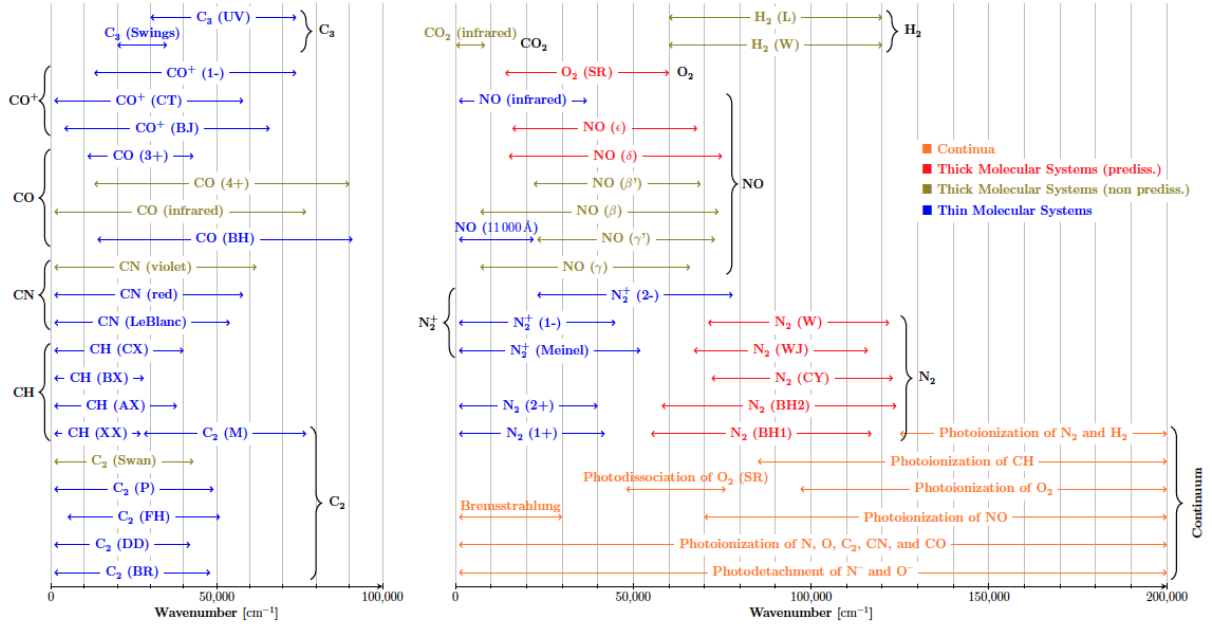 C₃ (UV)
C₃ (Swings)
C₃
CO⁺ (1-)
CO⁺ (CT)
CO⁺ (BJ)
CO⁺
CO (3+)
CO (4+)
CO (infrared)
CO (BH)
CO
CN (violet)
CN (red)
CN (LeBlanc)
CN
CH (CX)
CH (BX)
CH (AX)
CH (XX)
CH
C₂ (M)
C₂ (Swan)
C₂ (P)
C₂ (FH)
C₂ (DD)
C₂ (BR)
C₂
0 50,000 100,000
Wavenumber [cm⁻¹]
H₂ (L)
CO₂ (infrared)
CO₂
H₂ (W)
H₂
O₂ (SR)
O₂
NO (infrared)
NO (ϵ)
NO (δ)
NO (β')
NO (β)
NO (11 000 Å)
NO (γ')
NO (γ)
NO
N₂⁺ (2-)
N₂⁺ (1-)
N₂⁺ (Meinel)
N₂⁺
N₂ (W)
N₂ (WJ)
N₂ (CY)
N₂ (2+)
N₂ (BH2)
N₂ (1+)
N₂ (BH1)
N₂
Photoionization of N₂ and H₂
Photoionization of CH
Photodissociation of O₂ (SR)
Photoionization of O₂
Bremsstrahlung
Photoionization of NO
Photoionization of N, O, C₂, CN, and CO
Photodetachment of N⁻ and O⁻
Continuum
0 50,000 100,000 150,000 200,000
Wavenumber [cm⁻¹]
Continua
Thick Molecular Systems (prediss.)
Thick Molecular Systems (non prediss.)
Thin Molecular Systems